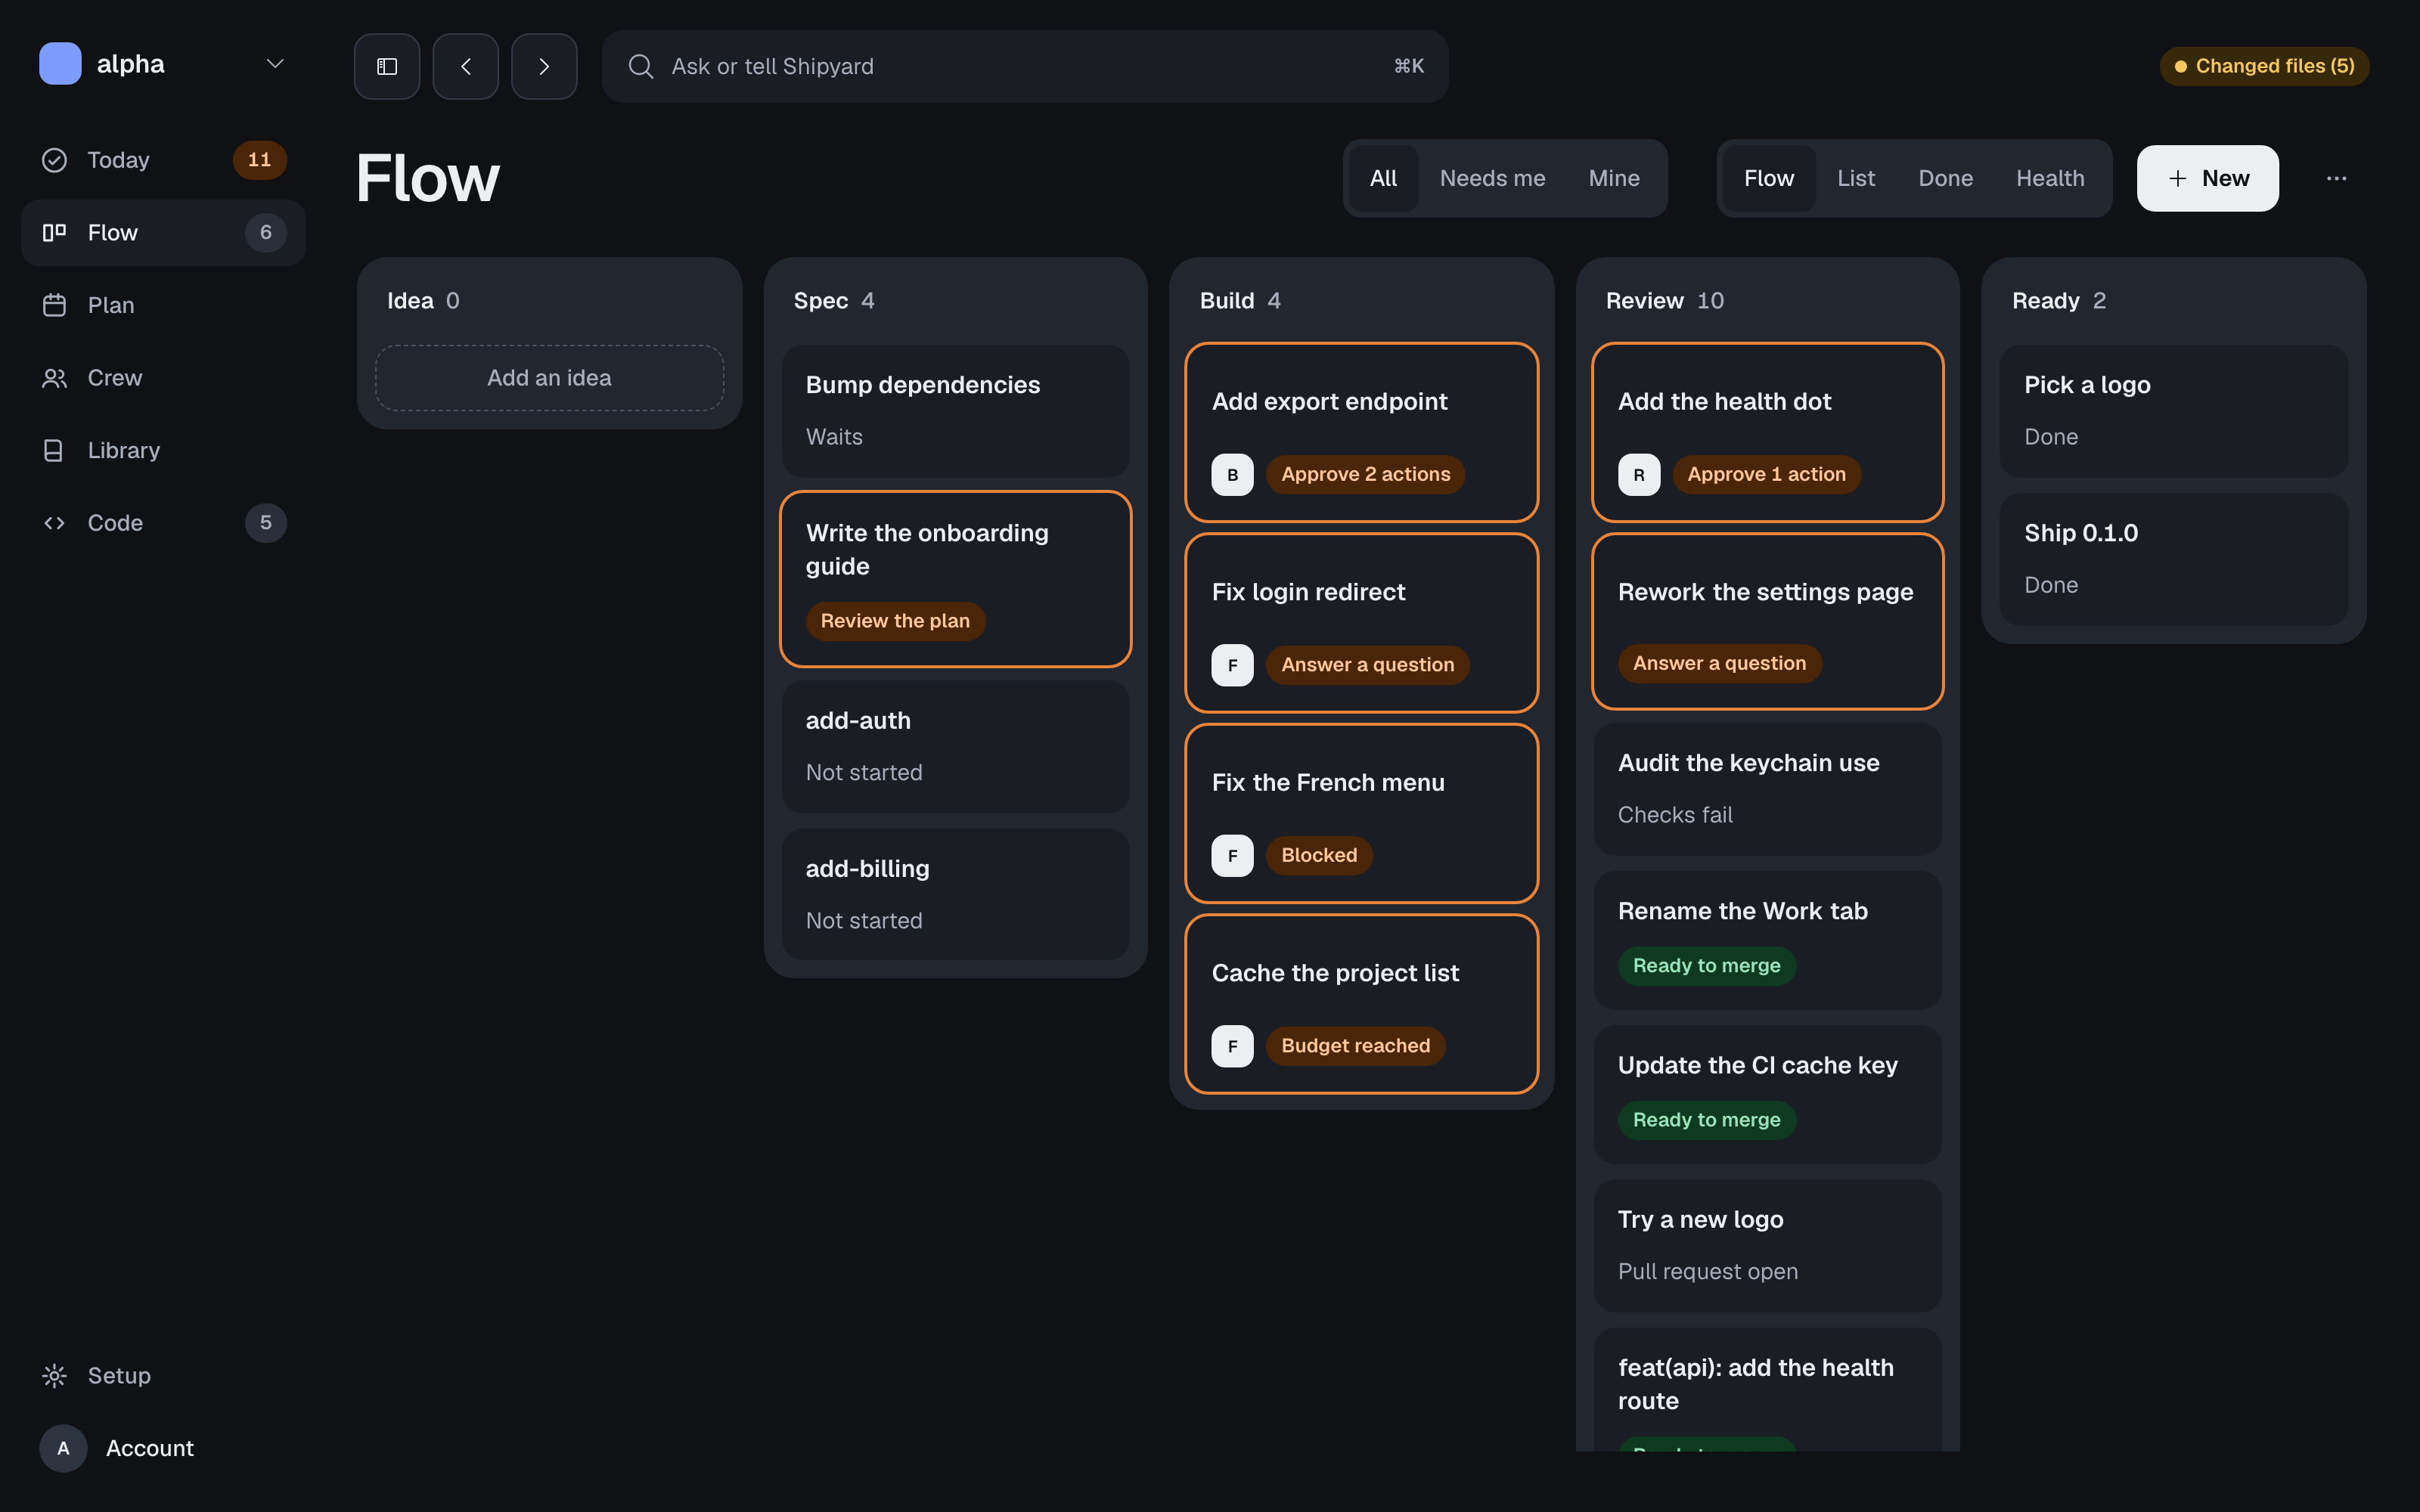 alpha
Ask or tell Shipyard
⌘K
Changed files (5)
Today
11
Flow
6
Plan
Crew
Library
Code
5
Setup
A
Account
Flow
All
Needs me
Mine
Flow
List
Done
Health
New
Idea 0
Add an idea
Spec 4
Bump dependencies
Waits
Write the onboarding
guide
Review the plan
add-auth
Not started
add-billing
Not started
Build 4
Add export endpoint
B
Approve 2 actions
Fix login redirect
F
Answer a question
Fix the French menu
F
Blocked
Cache the project list
F
Budget reached
Review 10
Add the health dot
R
Approve 1 action
Rework the settings page
Answer a question
Audit the keychain use
Checks fail
Rename the Work tab
Ready to merge
Update the CI cache key
Ready to merge
Try a new logo
Pull request open
feat(api): add the health
route
Ready 2
Pick a logo
Done
Ship 0.1.0
Done